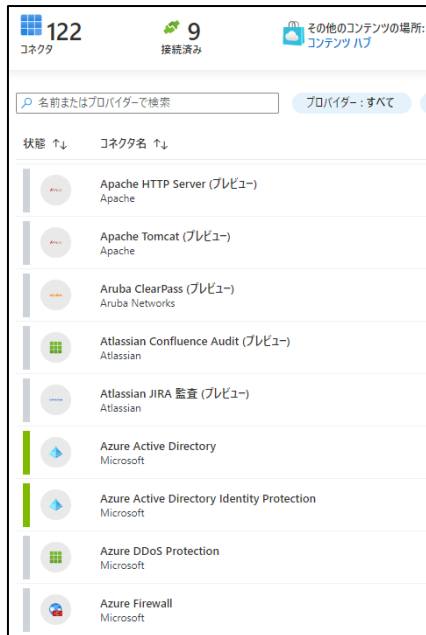 122
コネクタ
9
接続済み
その他のコンテンツの場所:
コンテンツ ハブ
名前またはプロバイダーで検索
プロバイダー : すべて
状態 ↑↓
コネクタ名 ↑↓
Apache HTTP Server (プレビュー)
Apache
Apache Tomcat (プレビュー)
Apache
Aruba ClearPass (プレビュー)
Aruba Networks
Atlassian Confluence Audit (プレビュー)
Atlassian
Atlassian JIRA 監査 (プレビュー)
Atlassian
Azure Active Directory
Microsoft
Azure Active Directory Identity Protection
Microsoft
Azure DDoS Protection
Microsoft
Azure Firewall
Microsoft